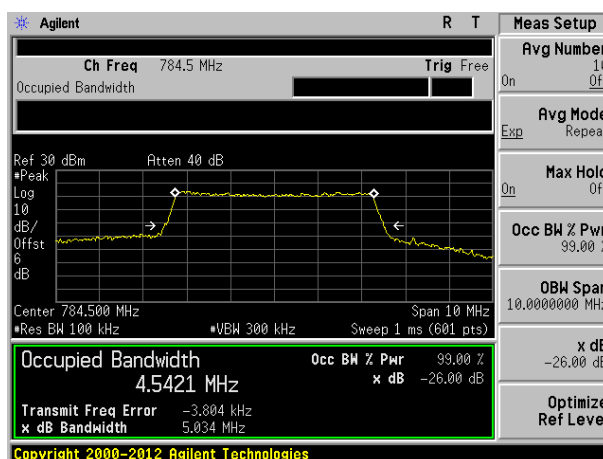 Agilent R T Meas Setup
Ch Freq 784.5 MHz Trig Free
Occupied Bandwidth
Avg Number
10
On Of
Avg Mode
Exp Repea
Max Hold
On Of
Occ BW % Pwr
99.00 %
OBW Span
10.0000000 MHz
x dB
-26.00 dB
Optimize
Ref Level
Ref 30 dBm Atten 40 dB
#Peak
Log
10
dB/
Offst
6
dB
Center 784.500 MHz Span 10 MHz
#Res BW 100 kHz #VBW 300 kHz Sweep 1 ms (601 pts)
Occupied Bandwidth
4.5421 MHz
Occ BW % Pwr 99.00 %
x dB -26.00 dB
Transmit Freq Error -3.804 kHz
x dB Bandwidth 5.034 MHz
Copyright 2000-2012 Agilent Technologies